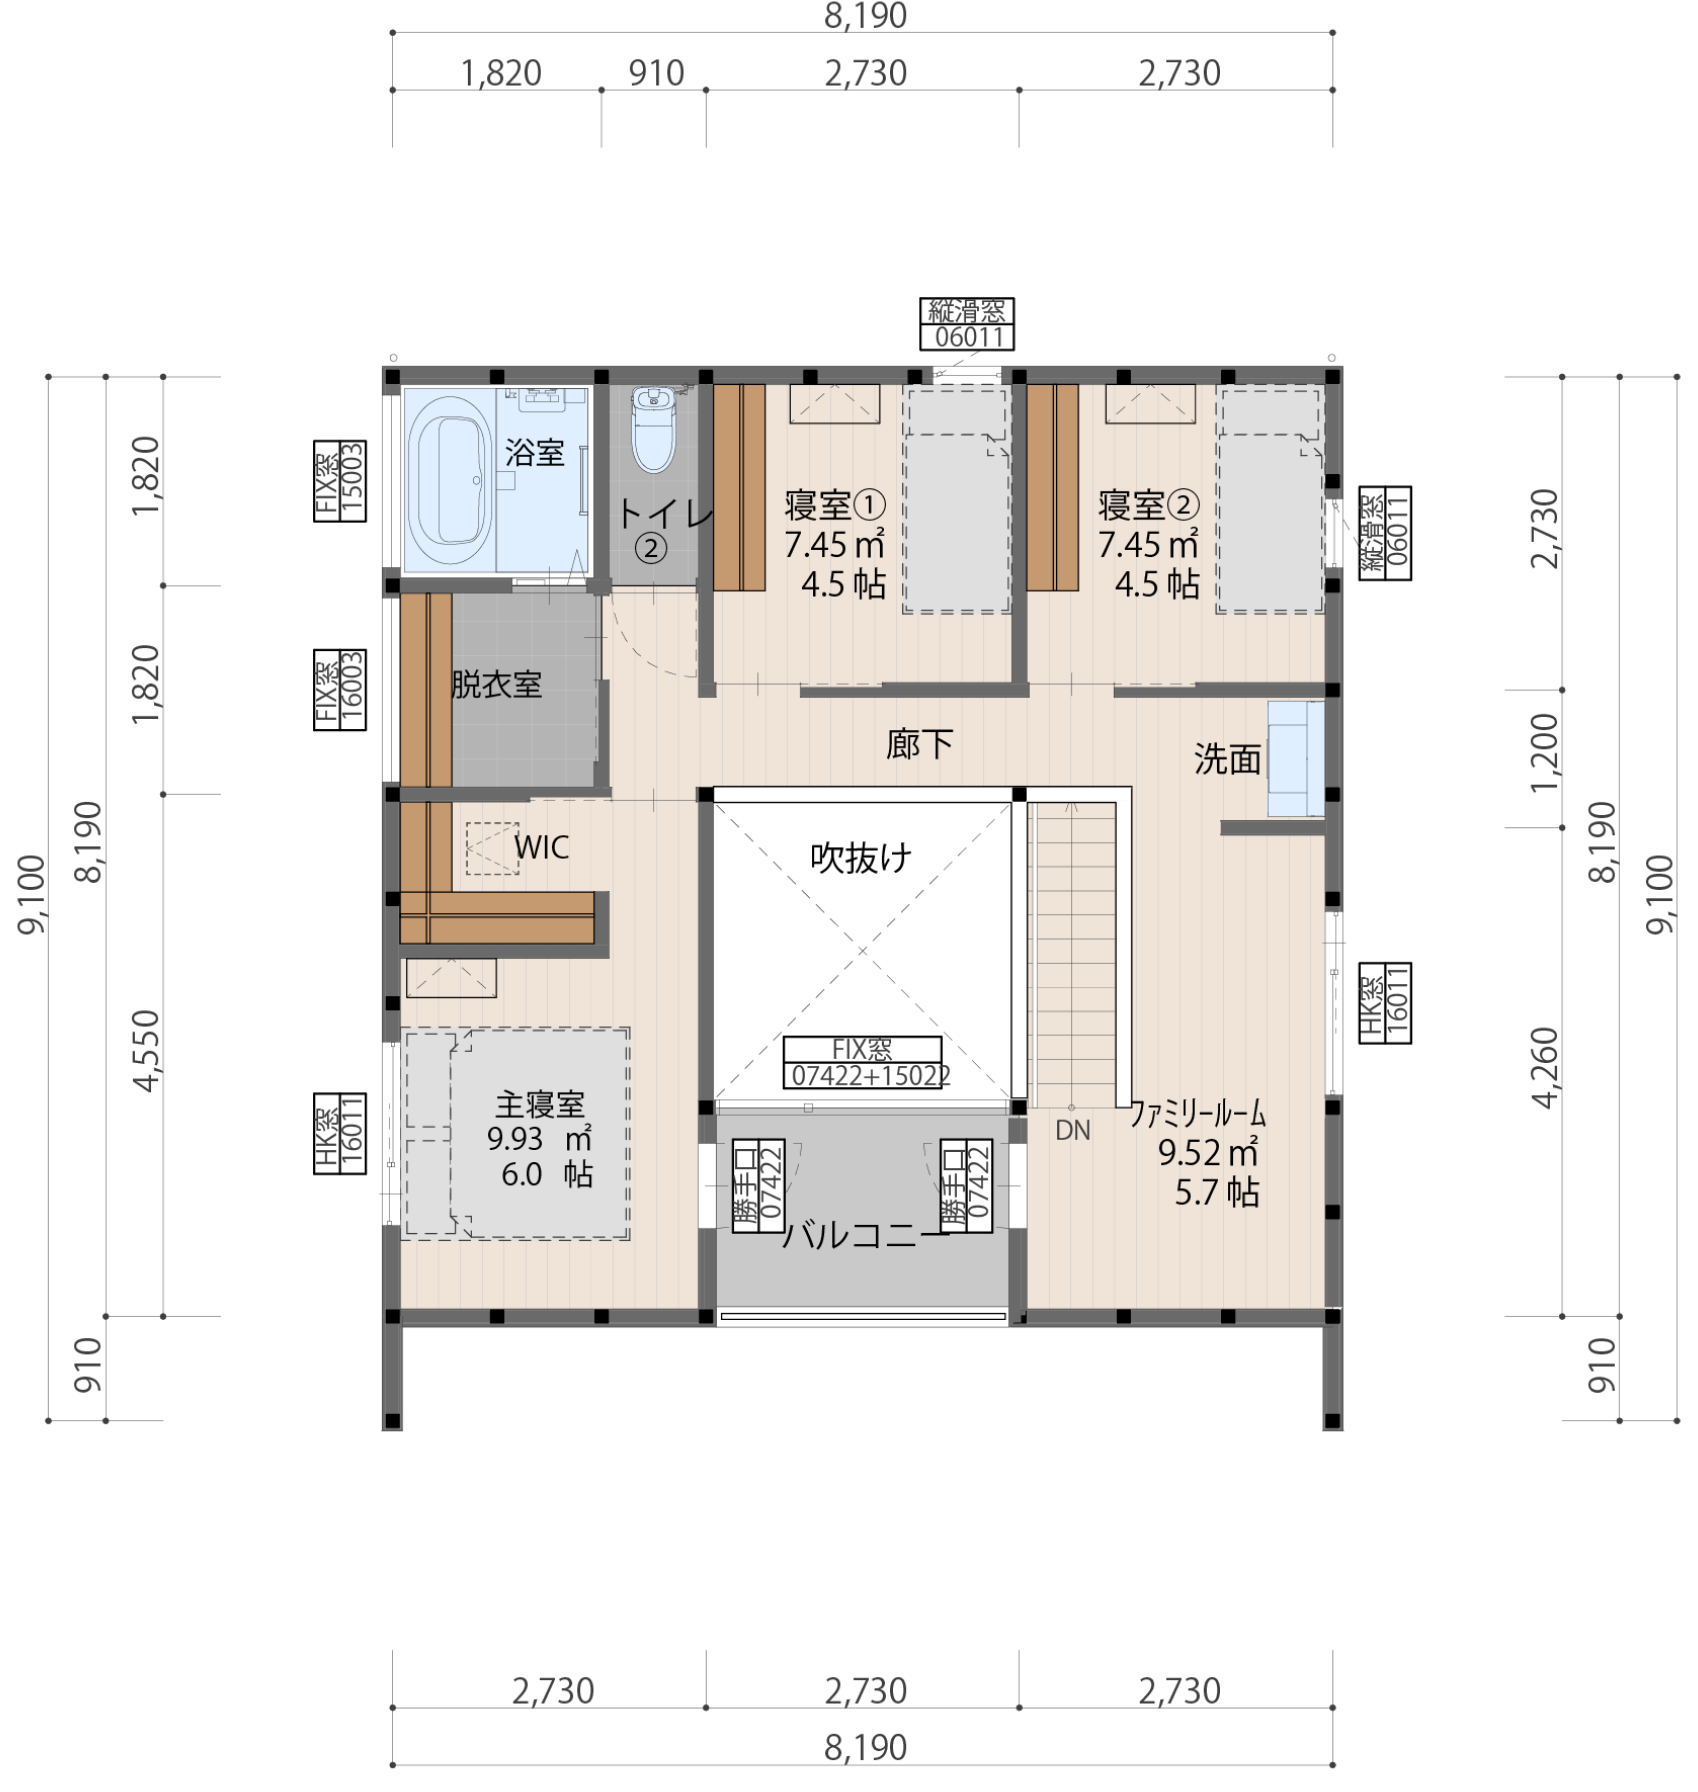 8,190
1,820
910
2,730
2,730
縦滑窓
06011
浴室
トイレ
②
寝室①
7.45㎡
4.5帖
寝室②
7.45㎡
4.5帖
FIX窓
15003
縦滑窓
06011
1,820
2,730
脱衣室
FIX窓
16003
1,820
廊下
洗面
1,200
9,100
8,190
WIC
吹抜け
8,190
9,100
FIX窓
07422+15022
HK窓
16011
4,550
4,260
主寝室
9.93 ㎡
6.0 帖
HK窓
16011
DN
ファミリールーム
9.52㎡
5.7帖
勝手口
07422
勝手口
07422
バルコニー
910
910
2,730
2,730
2,730
8,190